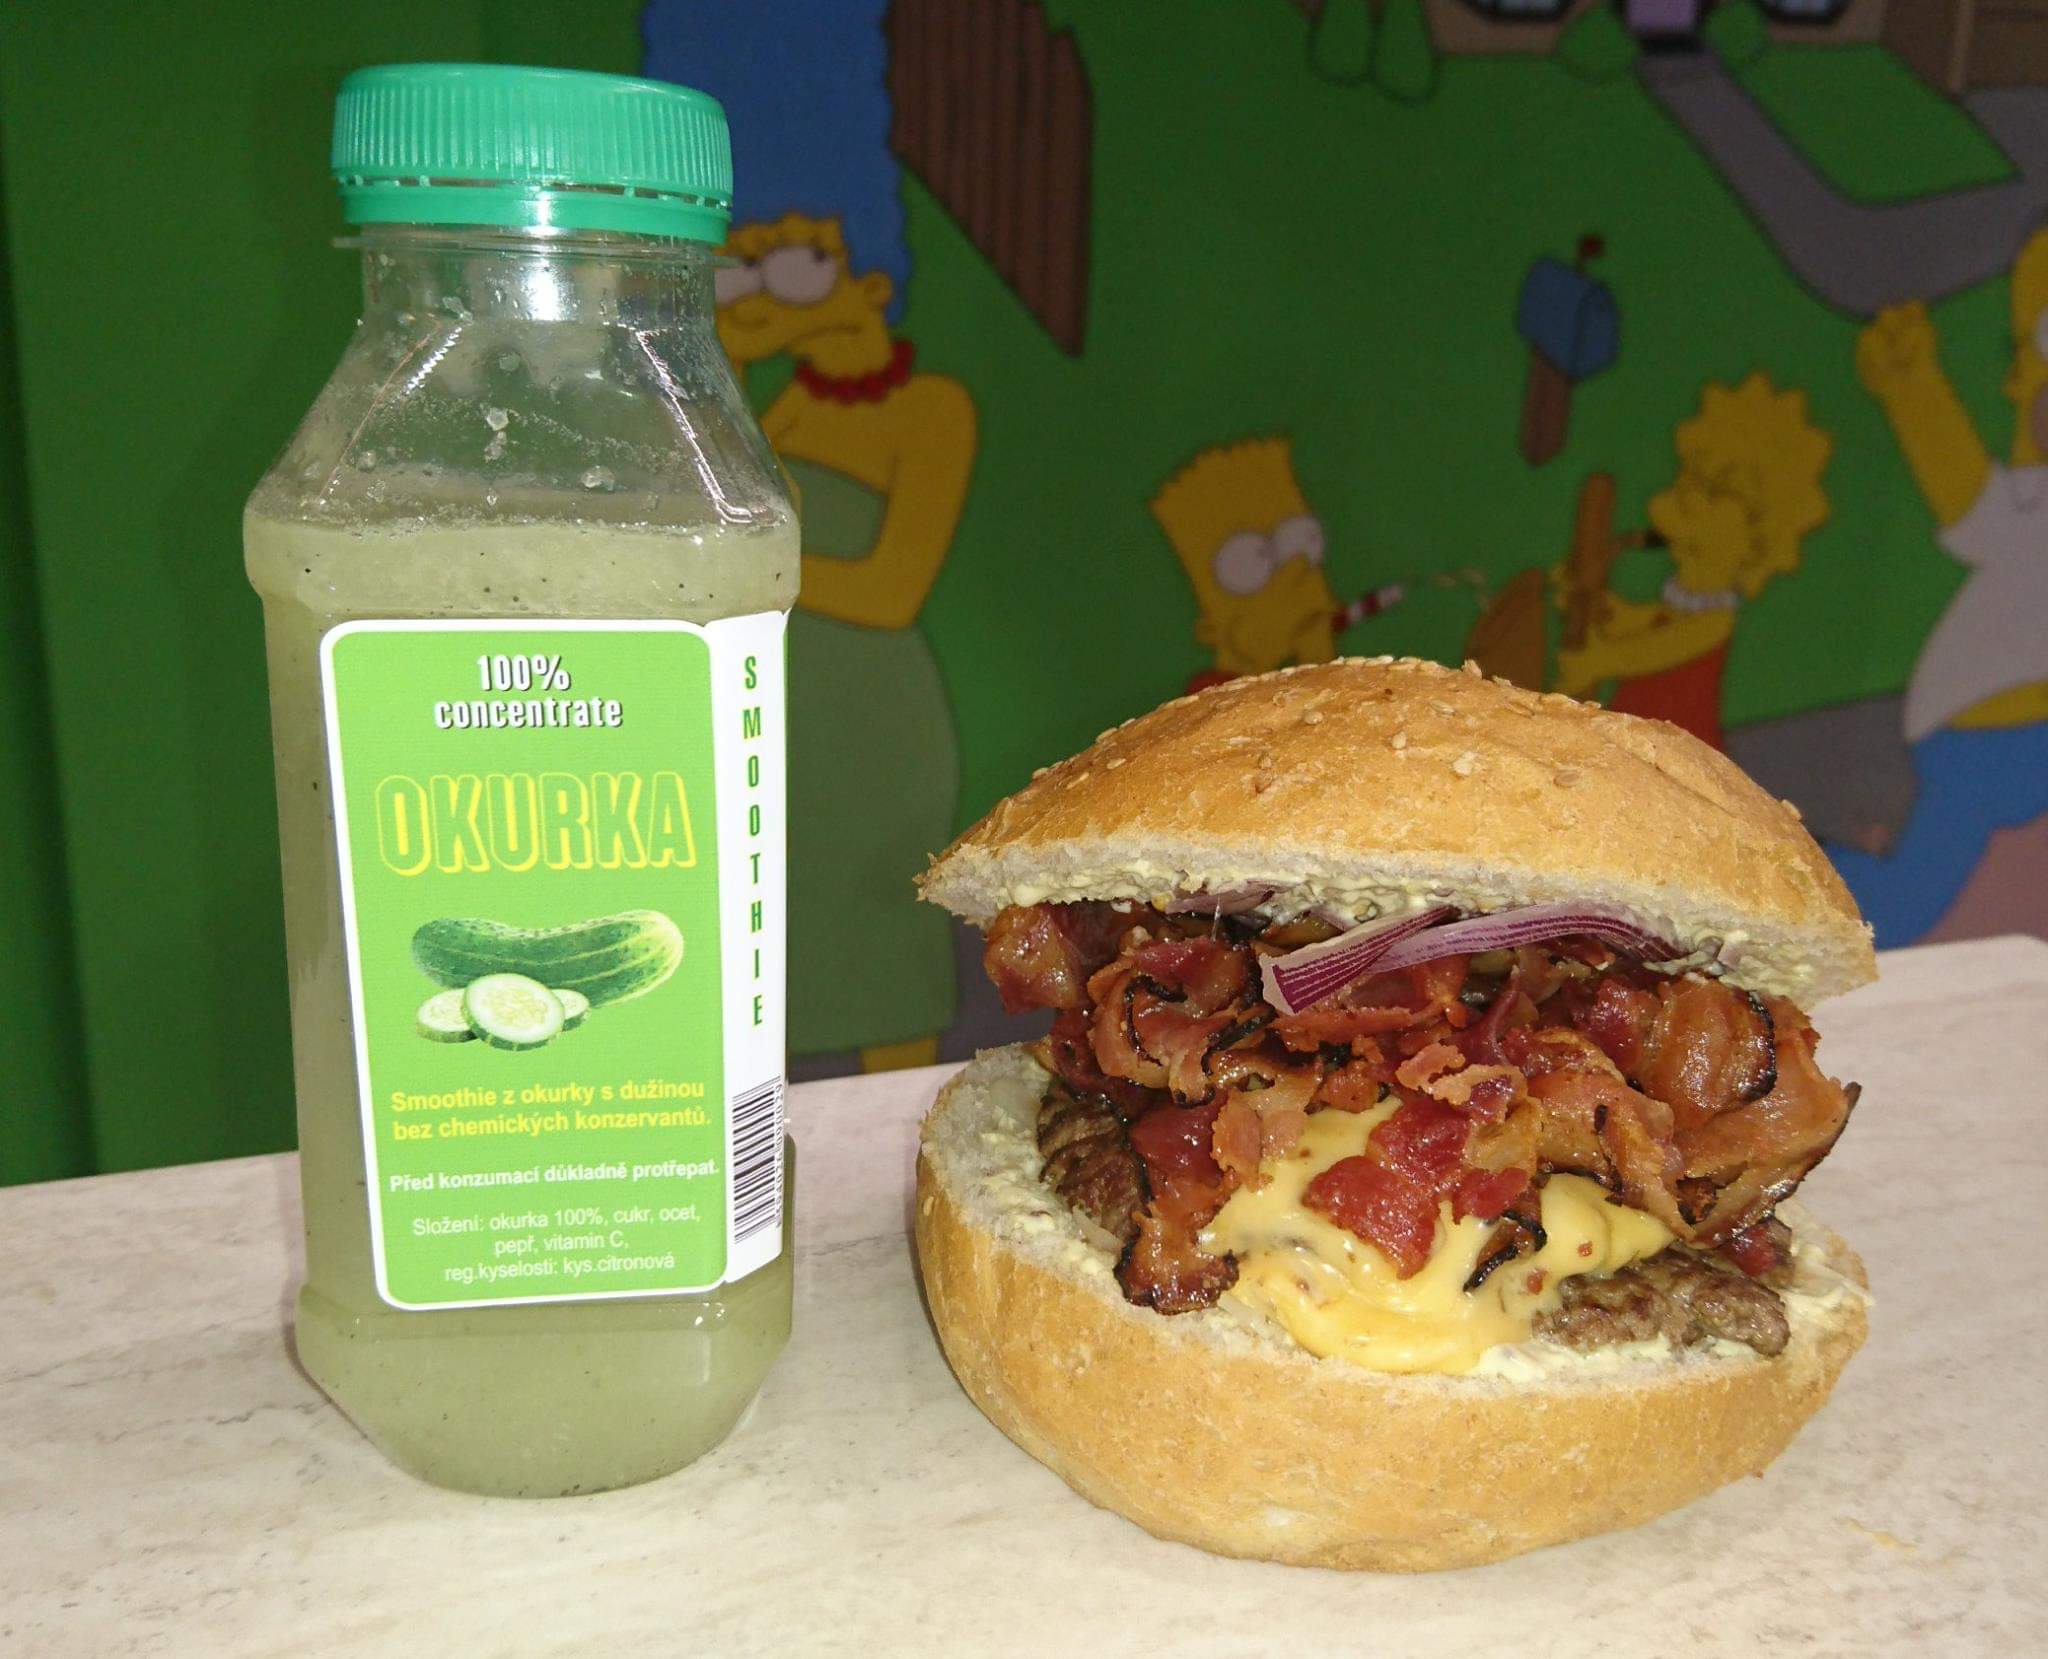 100%
concentrate
OKURKA
Smoothie z okurky s dužinou
bez chemických konzervantů.
Před konzumací důkladně protřepat.
Složení: okurka 100%, cukr, ocet,
pepř, vitamin C,
reg.kyselosti: kys.citronová
SMOOTHIE